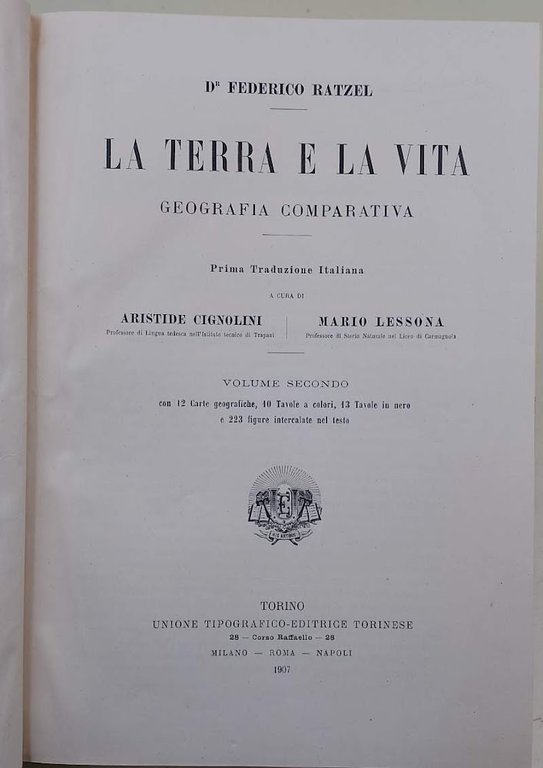 Dr FEDERICO RATZEL
LA TERRA E LA VITA
GEOGRAFIA COMPARATIVA
Prima Traduzione Italiana
A CURA DI
ARISTIDE CIGNOLINI
Professore di Lingua tedesca nell'Istituto tecnico di Trapani
MARIO LESSONA
Professore di Storia Naturale nel Liceo di Carmagnola
VOLUME SECONDO
con 12 Carte geografiche, 10 Tavole a colori, 13 Tavole in nero
e 223 figure intercalate nel testo
TORINO
UNIONE TIPOGRAFICO-EDITRICE TORINESE
28 — Corso Raffaello — 28
MILANO — ROMA — NAPOLI
1907